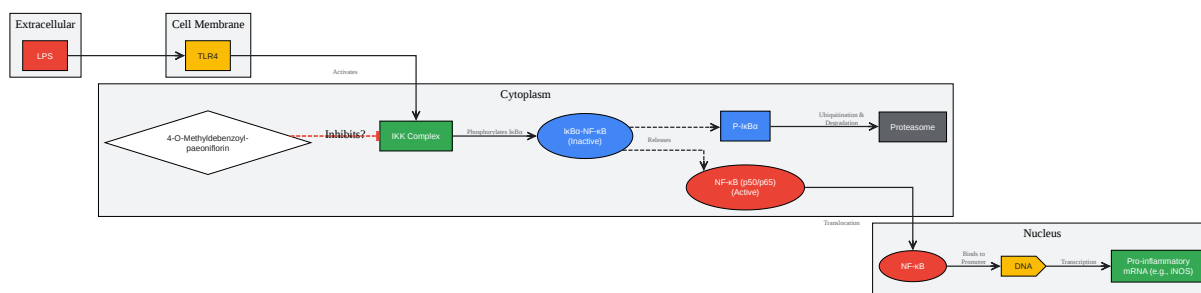 Extracellular
LPS
Cell Membrane
TLR4
Activates
Cytoplasm
4-O-Methyldebenzoyl-
paeoniflorin
Inhibits?
IKK Complex
Phosphorylates IκBα
IκBα-NF-κB
(Inactive)
Releases
P-IκBα
Ubiquitination &
Degradation
Proteasome
NF-κB (p50/p65)
(Active)
Translocation
Nucleus
NF-κB
Binds to
Promoter
DNA
Transcription
Pro-inflammatory
mRNA (e.g., iNOS)